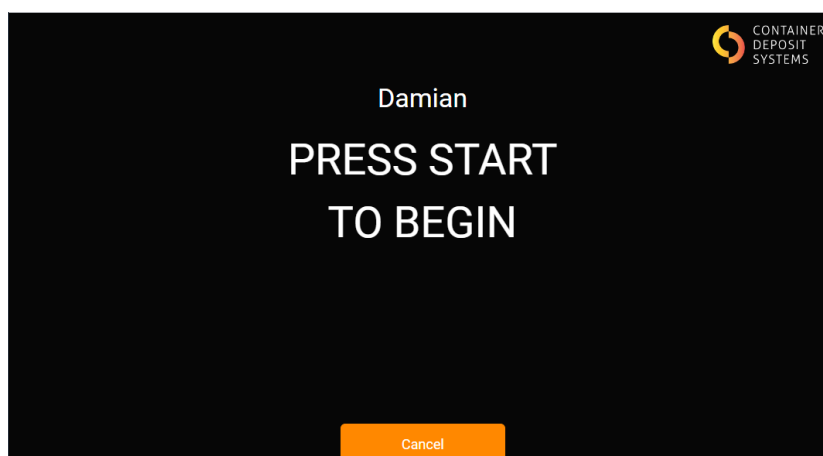 CONTAINER
DEPOSIT
SYSTEMS
Damian
PRESS START
TO BEGIN
Cancel